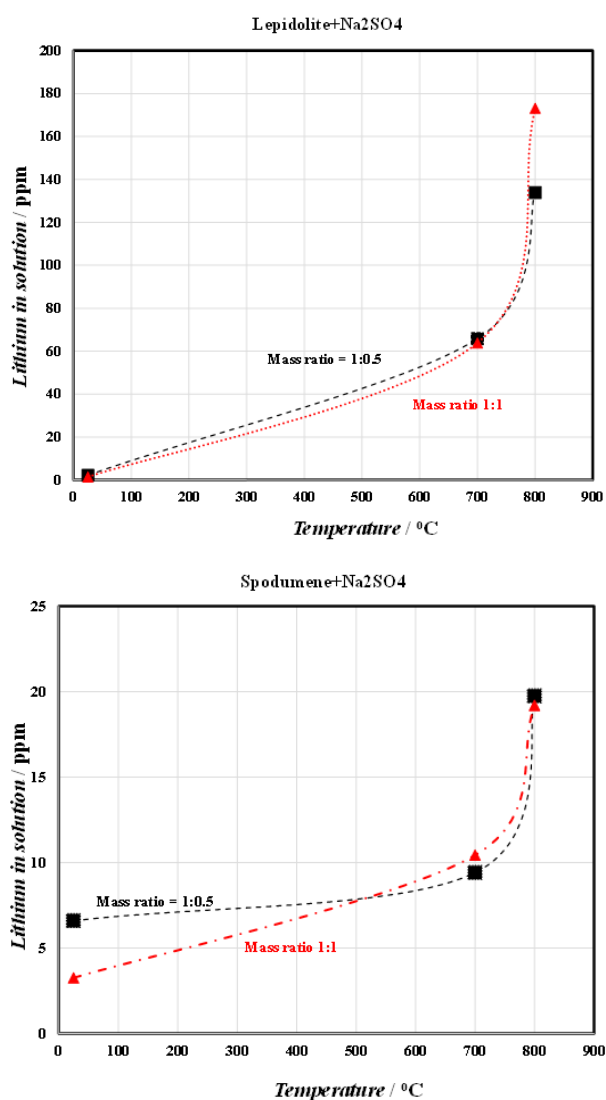 Lepidolite+Na2SO4
200
180
160
140
120
100
80
60
40
20
0
Lithium in solution / ppm
Mass ratio = 1:0.5
Mass ratio 1:1
0 100 200 300 400 500 600 700 800 900
Temperature / ⁰C
Spodumene+Na2SO4
25
20
15
10
5
0
Lithium in solution / ppm
Mass ratio = 1:0.5
Mass ratio 1:1
0 100 200 300 400 500 600 700 800 900
Temperature / ⁰C